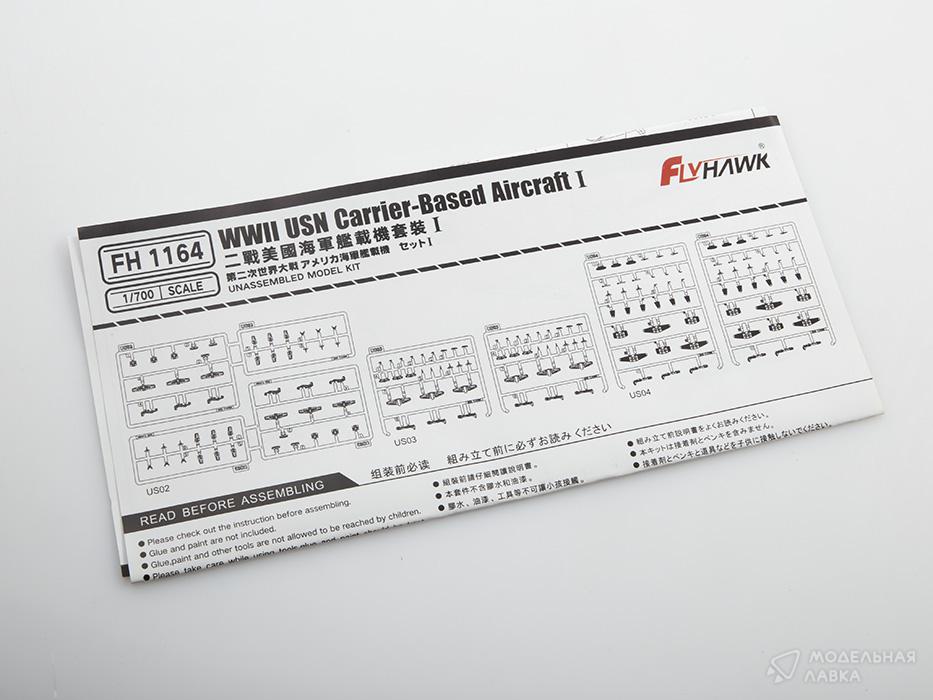 FLYHAWK
®
FH 1164
1/700 SCALE
WWII USN Carrier-Based Aircraft I
二戰美國海軍艦載機套裝 I
第二次世界大戦アメリカ海軍艦載機 セット I
UNASSEMBLED MODEL KIT
US02
US03
US04
READ BEFORE ASSEMBLING
组装前必读
組み立て前に必ずお読みください
● Please check out the instruction before assembling.
● Glue and paint are not included.
● Glue,paint and other tools are not allowed to be reached by children.
● Please take care while using tools,glue and paint
● 組裝前請仔細閱讀說明書。
● 本套件不含膠水和油漆。
● 膠水、油漆、工具等不可讓小孩接觸。
● 組み立て前説明書をよくお読みください。
● 本キットは接着剤とペンキを含みません。
● 接着剤とペンキと道具などを子供に接触しないでください。
МОДЕЛЬНАЯ
ЛАВКА